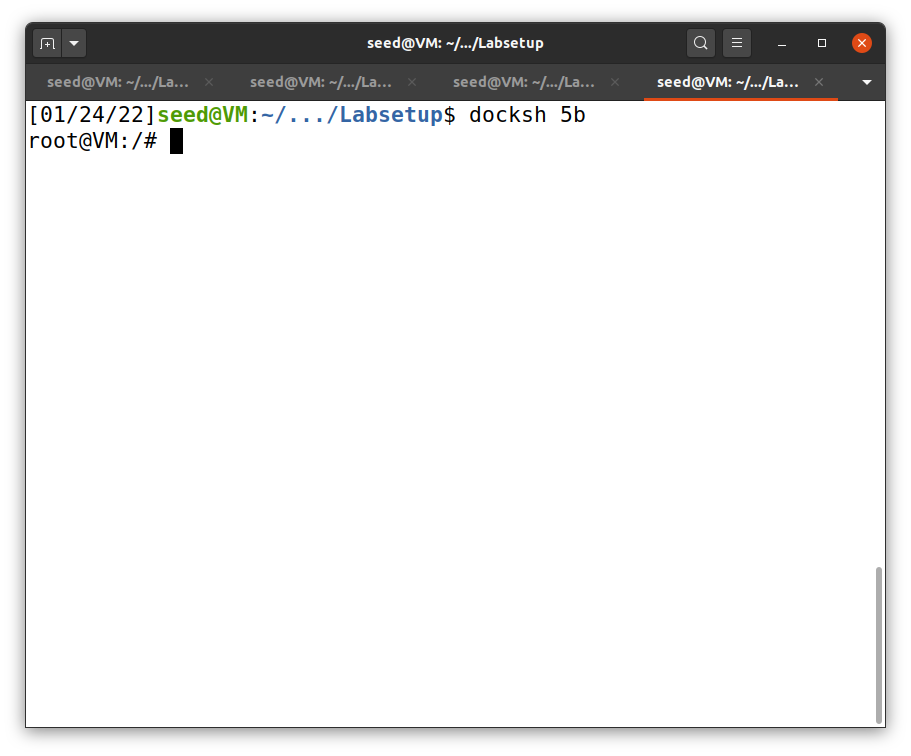 seed@VM: ~/.../Labsetup
seed@VM: ~/.../La... seed@VM: ~/.../La... seed@VM: ~/.../La... seed@VM: ~/.../La...
[01/24/22]seed@VM:~/.../Labsetup$ docksh 5b
root@VM:/#